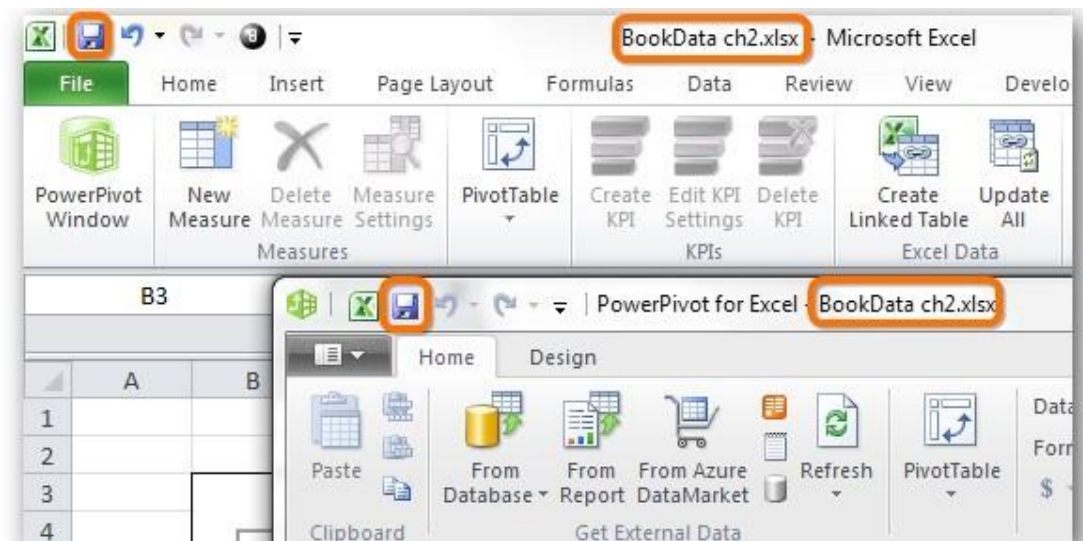 BookData ch2.xlsx - Microsoft Excel
File Home Insert Page Layout Formulas Data Review View Develo
PowerPivot Window New Measure Delete Measure Measure Settings PivotTable Create KPI Edit KPI Settings Delete KPI Create Linked Table Update All
Measures KPIs Excel Data
B3
PowerPivot for Excel - BookData ch2.xlsx
Home Design
A B
1
2
3
4
Paste From Database From Report From Azure DataMarket Refresh PivotTable
Data
Form
$
Clipboard Get External Data